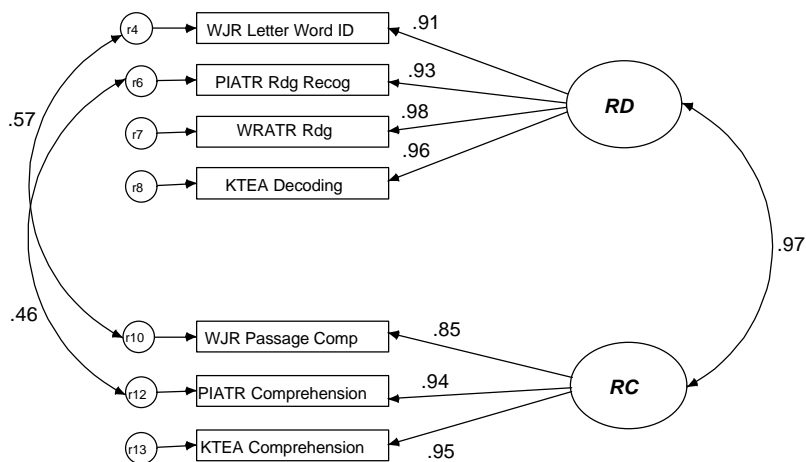 r4
WJR Letter Word ID
.91
r6
PIATR Rdg Recog
.93
RD
.57
r7
WRATR Rdg
.98
.96
r8
KTEA Decoding
.97
.46
r10
WJR Passage Comp
.85
r12
PIATR Comprehension
.94
RC
r13
KTEA Comprehension
.95